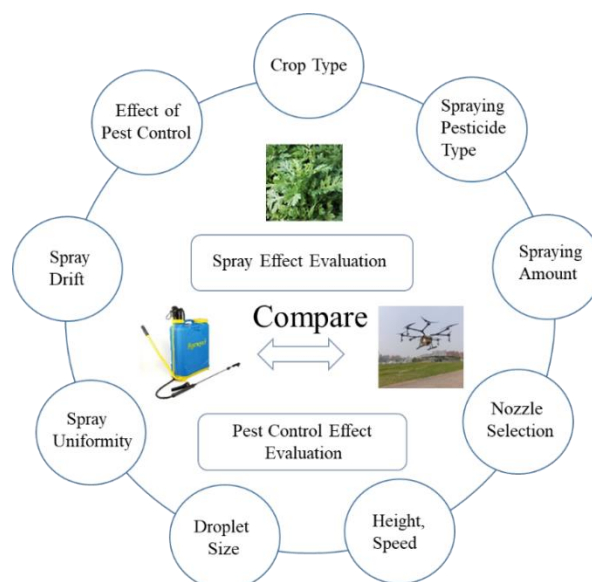 Crop Type
Effect of
Pest Control
Spraying
Pesticide
Type
Spray
Drift
Spray Effect Evaluation
Spraying
Amount
Compare
Spray
Uniformity
Nozzle
Selection
Pest Control Effect
Evaluation
Droplet
Size
Height,
Speed